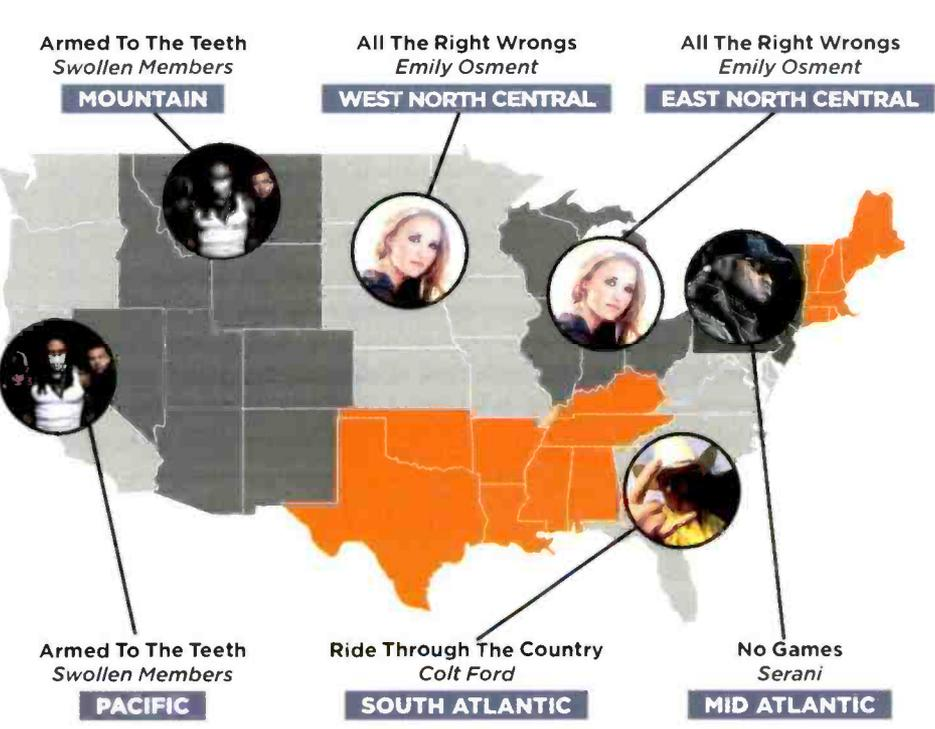 Armed To The Teeth
Swollen Members
MOUNTAIN
All The Right Wrongs
Emily Osment
WEST NORTH CENTRAL
All The Right Wrongs
Emily Osment
EAST NORTH CENTRAL
Armed To The Teeth
Swollen Members
PACIFIC
Ride Through The Country
Colt Ford
SOUTH ATLANTIC
No Games
Serani
MID ATLANTIC